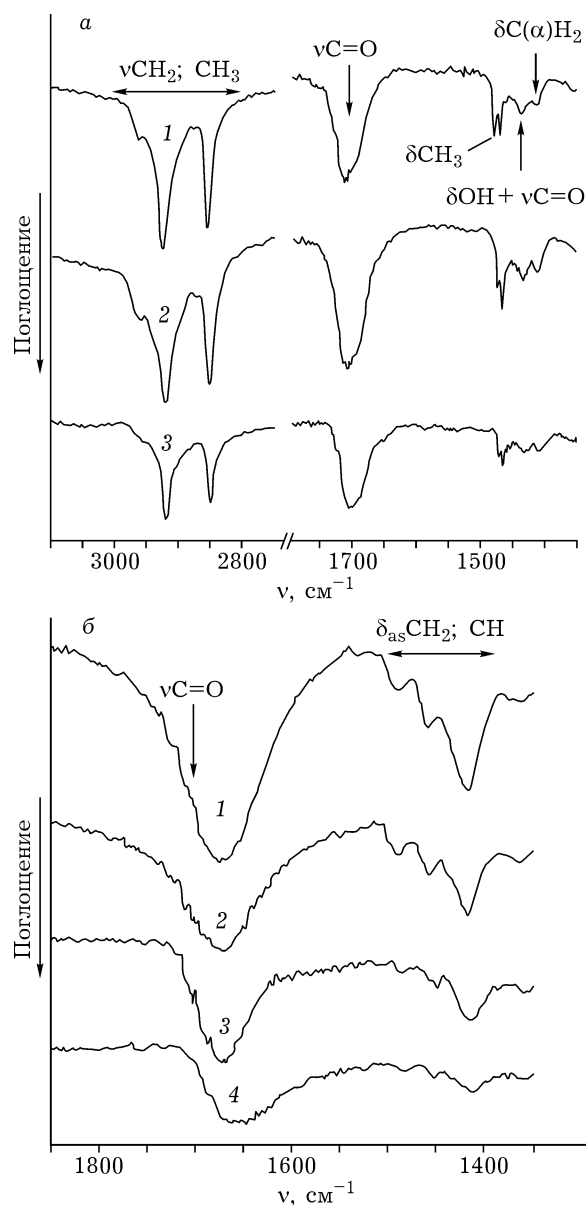 а
νCH₂; CH₃
νC=O
δC(α)H₂
δCH₃
δOH + νC=O
1
2
3
Поглощение
3000
2800
1700
1500
ν, см⁻¹
б
δₐₛCH₂; CH
νC=O
1
2
3
4
Поглощение
1800
1600
1400
ν, см⁻¹